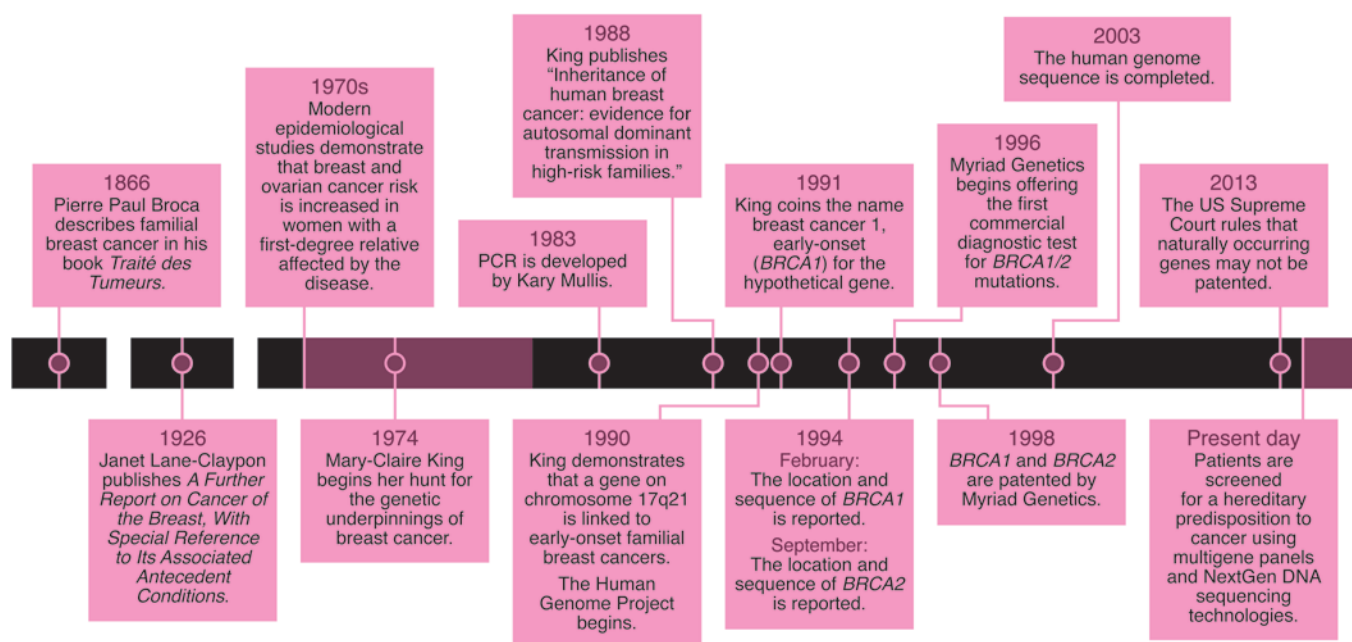 1866
Pierre Paul Broca
describes familial
breast cancer in his
book Traité des
Tumeurs.
1926
Janet Lane-Claypon
publishes A Further
Report on Cancer of
the Breast, With
Special Reference
to Its Associated
Antecedent
Conditions.
1970s
Modern
epidemiological
studies demonstrate
that breast and
ovarian cancer risk
is increased in
women with a
first-degree relative
affected by the
disease.
1974
Mary-Claire King
begins her hunt for
the genetic
underpinnings of
breast cancer.
1983
PCR is developed
by Kary Mullis.
1988
King publishes
“Inheritance of
human breast
cancer: evidence for
autosomal dominant
transmission in
high-risk families.”
1990
King demonstrates
that a gene on
chromosome 17q21
is linked to
early-onset familial
breast cancers.
The Human
Genome Project
begins.
1991
King coins the name
breast cancer 1,
early-onset
(BRCA1) for the
hypothetical gene.
1994
February:
The location and
sequence of BRCA1
is reported.
September:
The location and
sequence of BRCA2
is reported.
1996
Myriad Genetics
begins offering
the first
commercial
diagnostic test
for BRCA1/2
mutations.
1998
BRCA1 and BRCA2
are patented by
Myriad Genetics.
2003
The human genome
sequence is completed.
2013
The US Supreme
Court rules that
naturally occurring
genes may not be
patented.
Present day
Patients are
screened
for a hereditary
predisposition to
cancer using
multigene panels
and NextGen DNA
sequencing
technologies.